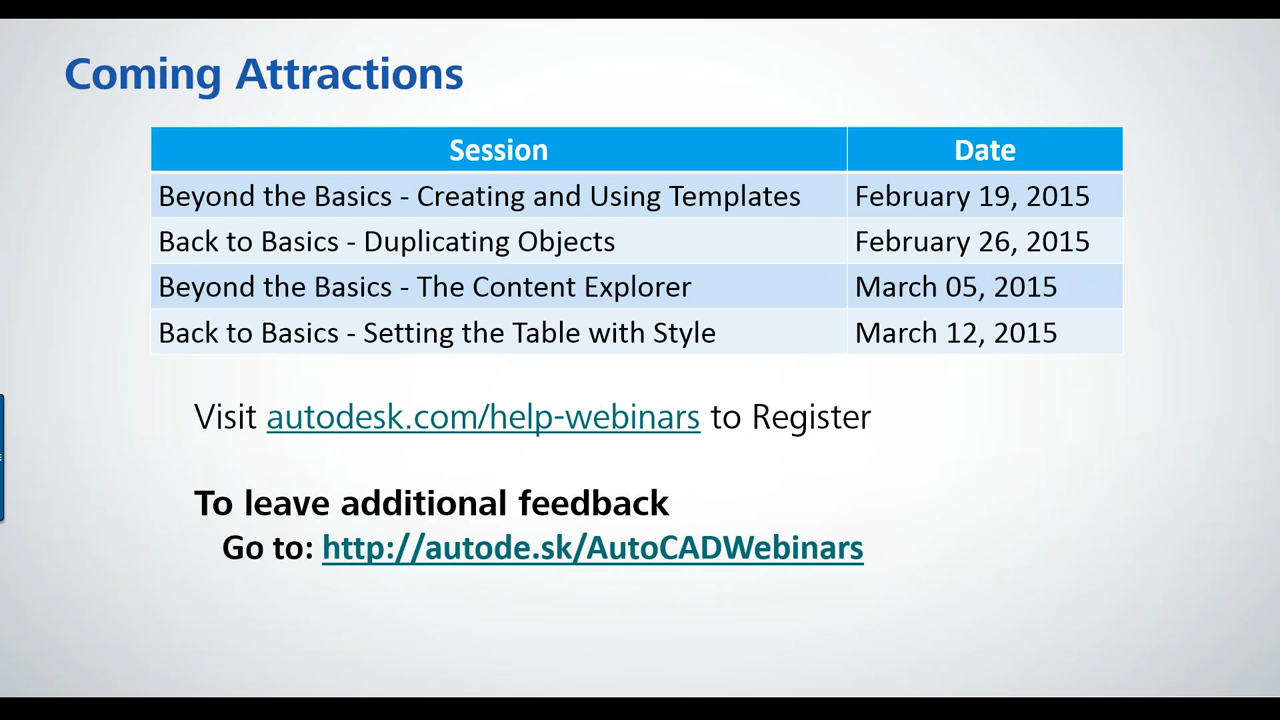 Coming Attractions
Session Date
Beyond the Basics - Creating and Using Templates February 19, 2015
Back to Basics - Duplicating Objects February 26, 2015
Beyond the Basics - The Content Explorer March 05, 2015
Back to Basics - Setting the Table with Style March 12, 2015
Visit autodesk.com/help-webinars to Register
To leave additional feedback
Go to: http://autode.sk/AutoCADWebinars